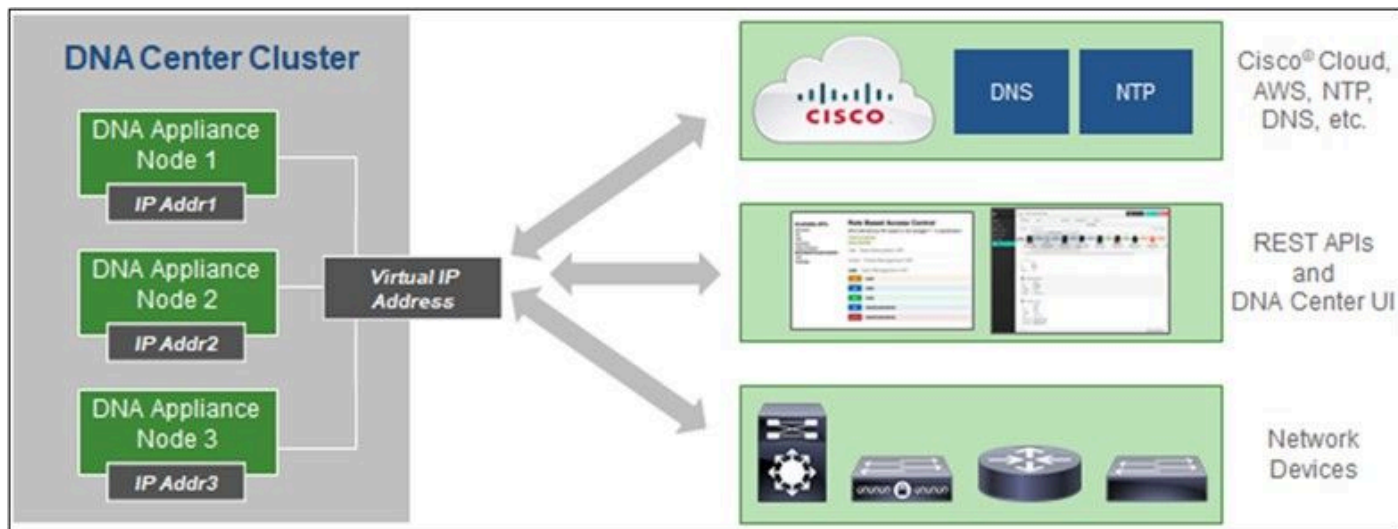 DNA Center Cluster
DNA Appliance
Node 1
IP Addr1
DNA Appliance
Node 2
IP Addr2
DNA Appliance
Node 3
IP Addr3
Virtual IP
Address
CISCO
DNS
NTP
Cisco® Cloud,
AWS, NTP,
DNS, etc.
Role Based Access Control
REST APIs
and
DNA Center UI
Network
Devices